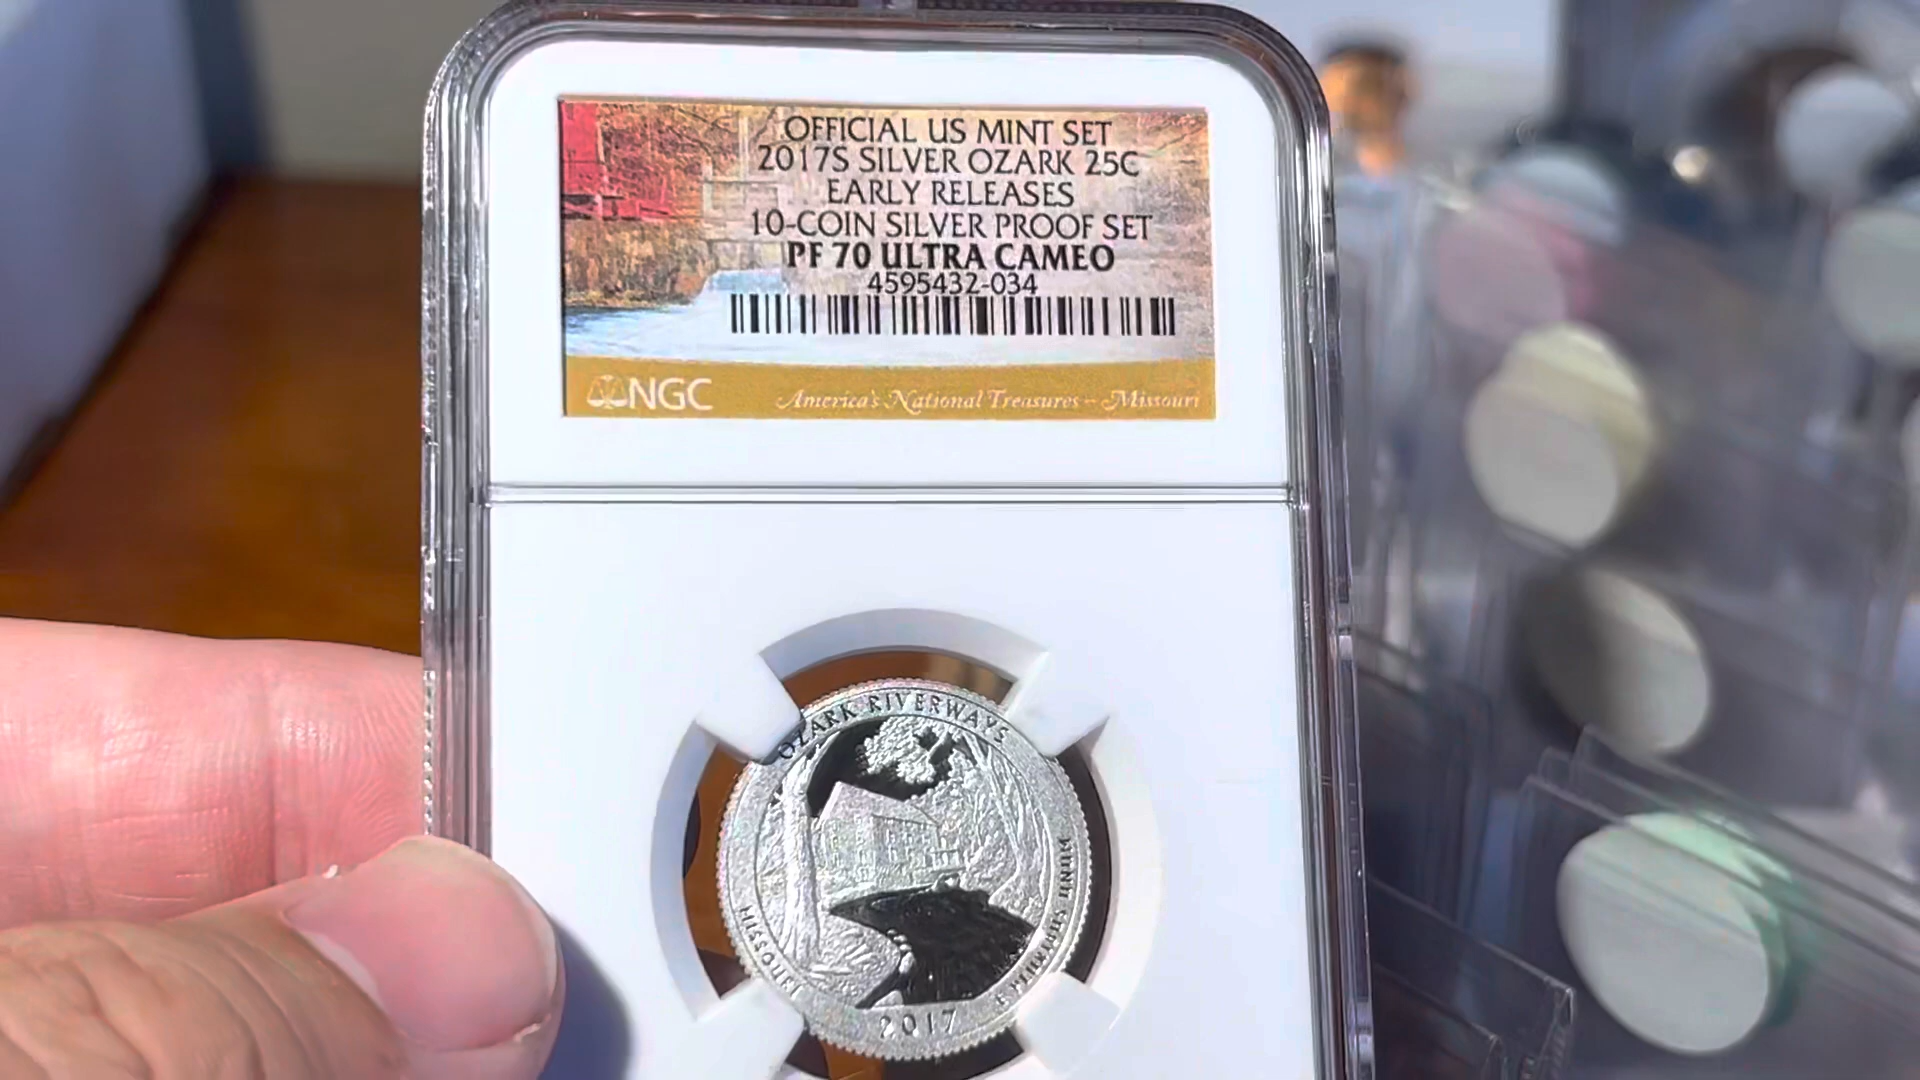 OFFICIAL US MINT SET
2017S SILVER OZARK 25C
EARLY RELEASES
10-COIN SILVER PROOF SET
PF 70 ULTRA CAMEO
4595432-034
NGC America's National Treasures - Missouri
OZARK RIVERWAYS
MISSOURI
2017
E PLURIBUS UNUM